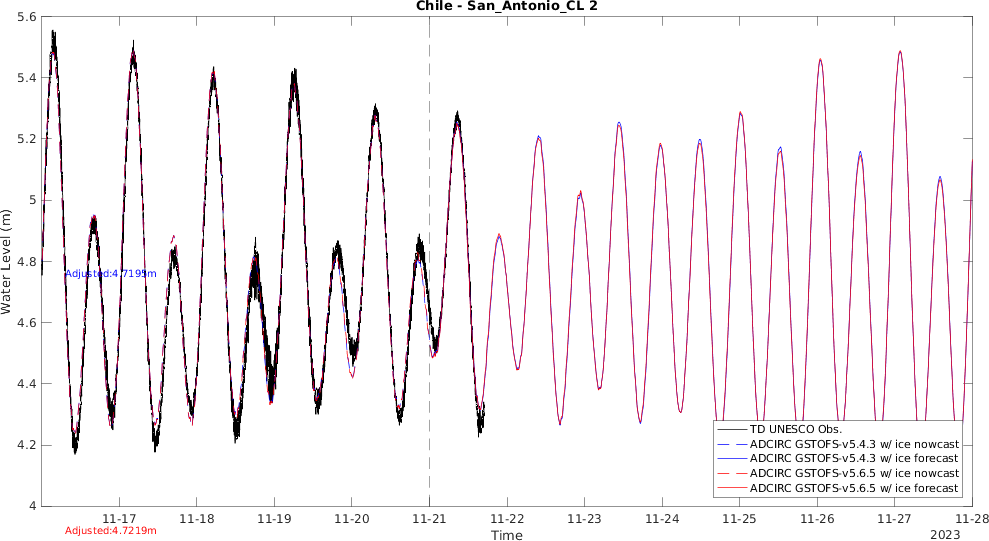 Chile - San_Antonio_CL 2
5.6
5.4
5.2
5
4.8
4.6
4.4
4.2
4
Water Level (m)
Adjusted:4.7195m
TD UNESCO Obs.
ADCIRC GSTOFS-v5.4.3 w/ ice nowcast
ADCIRC GSTOFS-v5.4.3 w/ ice forecast
ADCIRC GSTOFS-v5.6.5 w/ ice nowcast
ADCIRC GSTOFS-v5.6.5 w/ ice forecast
11-17 11-18 11-19 11-20 11-21 11-22 11-23 11-24 11-25 11-26 11-27 11-28
Adjusted:4.7219m
Time
2023